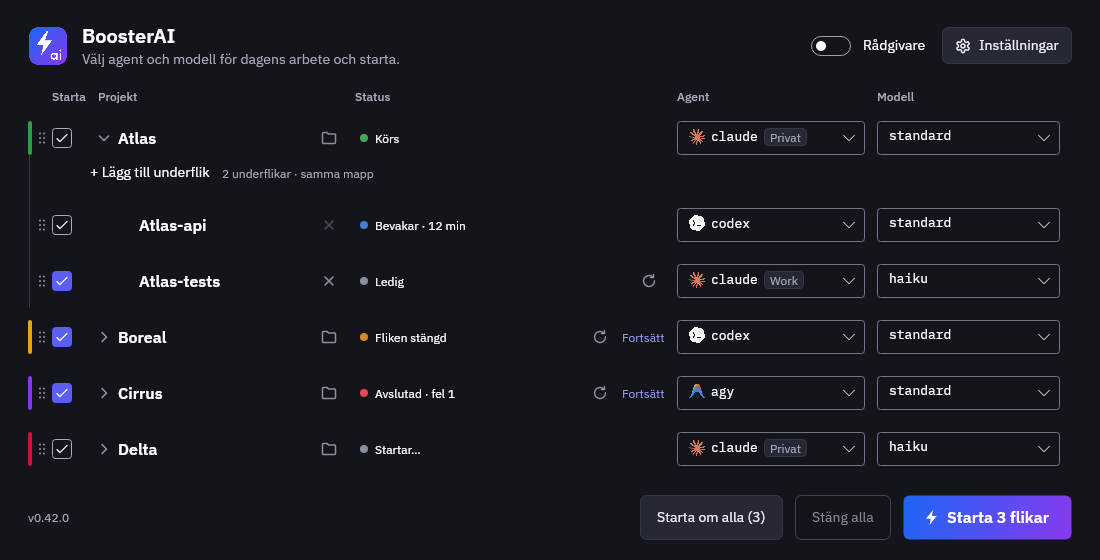 ai
BoosterAI
Välj agent och modell för dagens arbete och starta.
Rådgivare
Inställningar
Starta Projekt Status Agent Modell
Atlas Körs claude Privat standard
+ Lägg till underflik 2 underflikar · samma mapp
Atlas-api Bevakar · 12 min codex standard
Atlas-tests Ledig claude Work haiku
Boreal Fliken stängd Fortsätt codex standard
Cirrus Avslutad · fel 1 Fortsätt agy standard
Delta Startar... claude Privat haiku
v0.42.0 Starta om alla (3) Stäng alla Starta 3 flikar